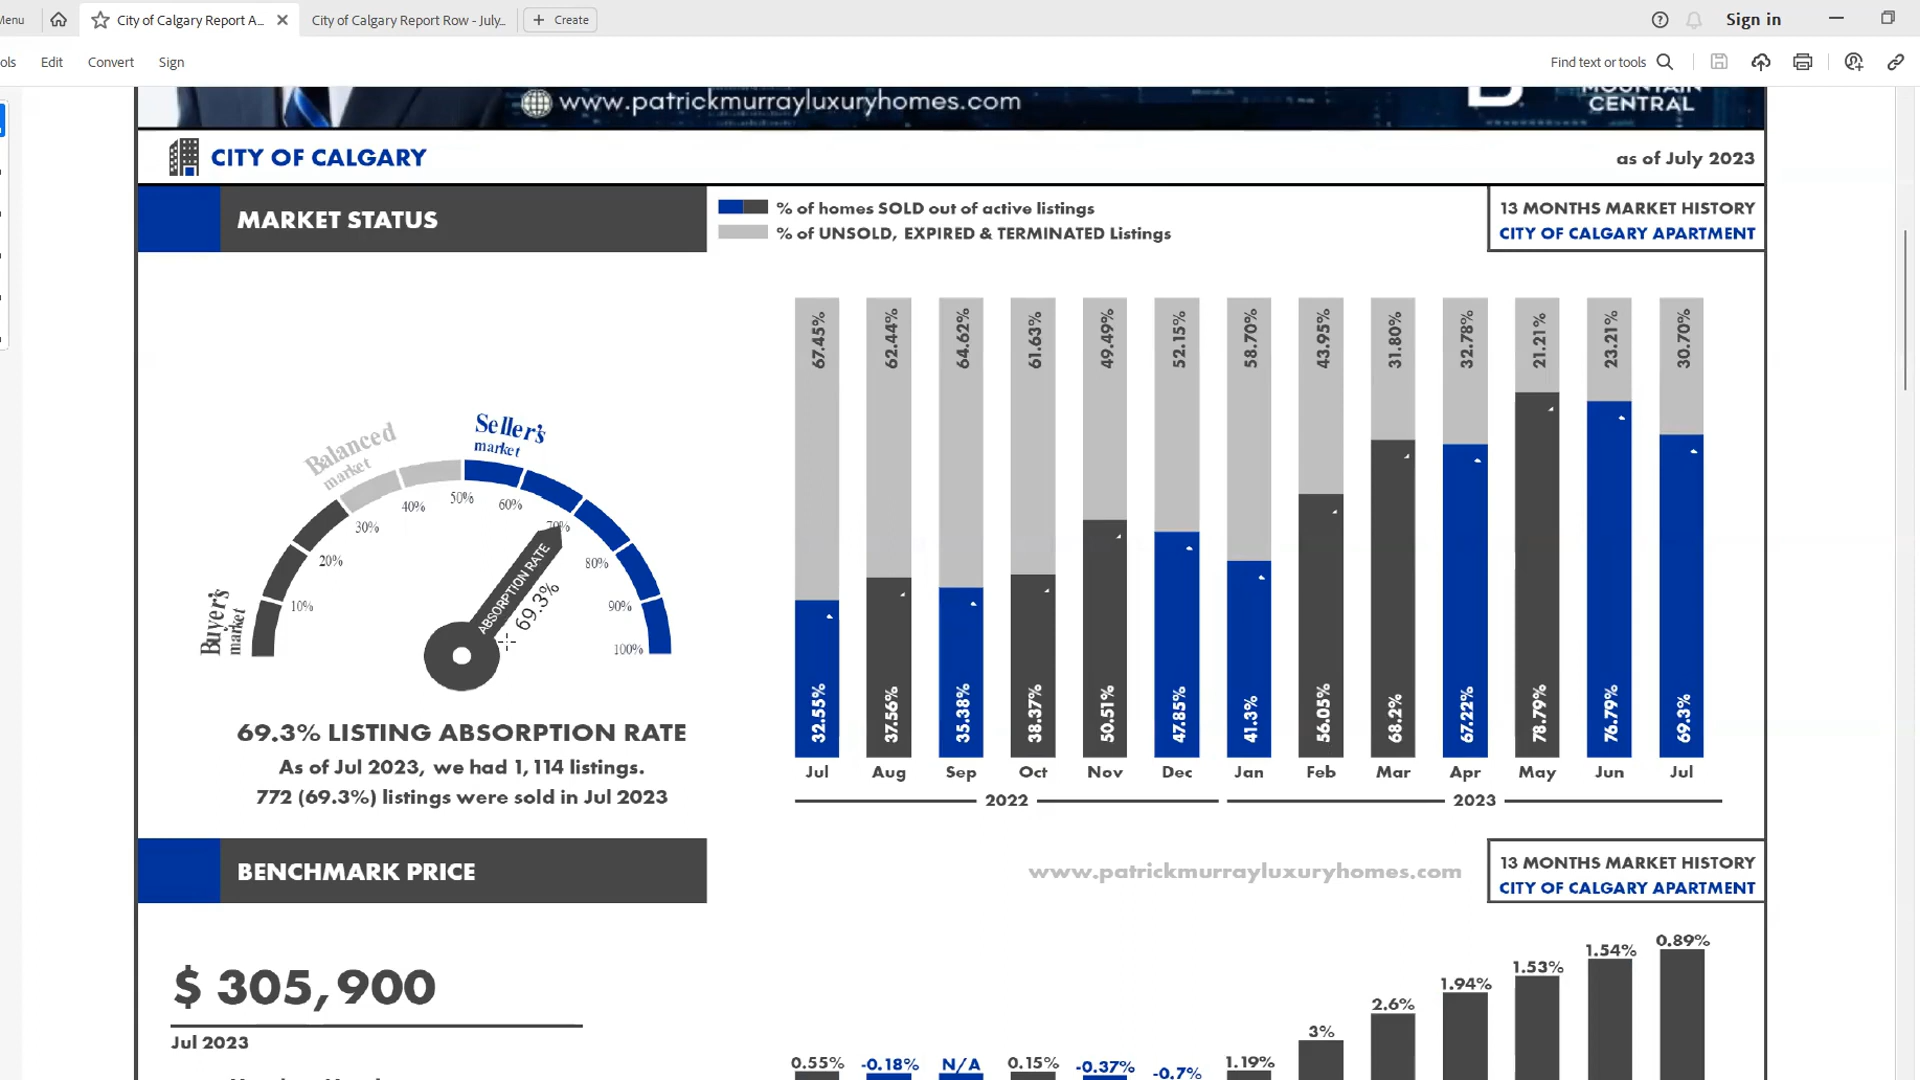 Menu
City of Calgary Report A...
City of Calgary Report Row - July...
Create
Sign in
ols
Edit
Convert
Sign
Find text or tools
www.patrickmurrayluxuryhomes.com
MOUNTAIN
CENTRAL
CITY OF CALGARY
as of July 2023
MARKET STATUS
% of homes SOLD out of active listings
% of UNSOLD, EXPIRED & TERMINATED Listings
13 MONTHS MARKET HISTORY
CITY OF CALGARY APARTMENT
67.45% 62.44% 64.62% 61.63% 49.49% 52.15% 58.70% 43.95% 31.80% 32.78% 21.21% 23.21% 30.70%
Buyer's
market
Balanced
market
Seller's
market
10% 20% 30% 40% 50% 60% 70% 80% 90% 100%
ABSORPTION RATE
69.3%
32.55% 37.56% 35.38% 38.37% 50.51% 47.85% 41.3% 56.05% 68.2% 67.22% 78.79% 76.79% 69.3%
Jul Aug Sep Oct Nov Dec Jan Feb Mar Apr May Jun Jul
2022 2023
69.3% LISTING ABSORPTION RATE
As of Jul 2023, we had 1,114 listings.
772 (69.3%) listings were sold in Jul 2023
BENCHMARK PRICE
www.patrickmurrayluxuryhomes.com
13 MONTHS MARKET HISTORY
CITY OF CALGARY APARTMENT
$ 305,900
Jul 2023
0.55% -0.18% N/A 0.15% -0.37% -0.7% 1.19% 3% 2.6% 1.94% 1.53% 1.54% 0.89%